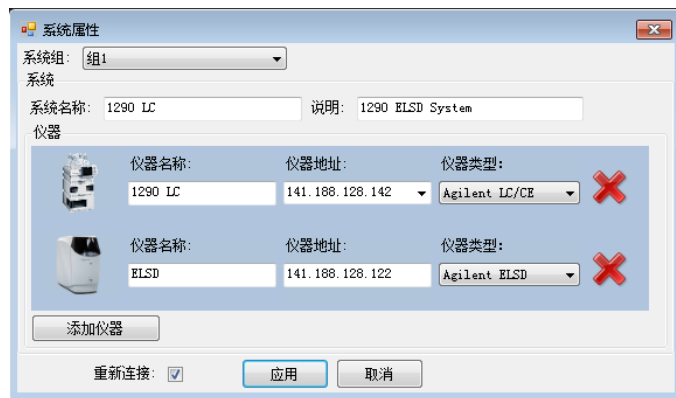 系统属性
系统组: 组1
系统
系统名称: 1290 LC 说明: 1290 ELSD System
仪器
仪器名称: 仪器地址: 仪器类型:
1290 LC 141.188.128.142 Agilent LC/CE
仪器名称: 仪器地址: 仪器类型:
ELSD 141.188.128.122 Agilent ELSD
添加仪器
重新连接: 应用 取消